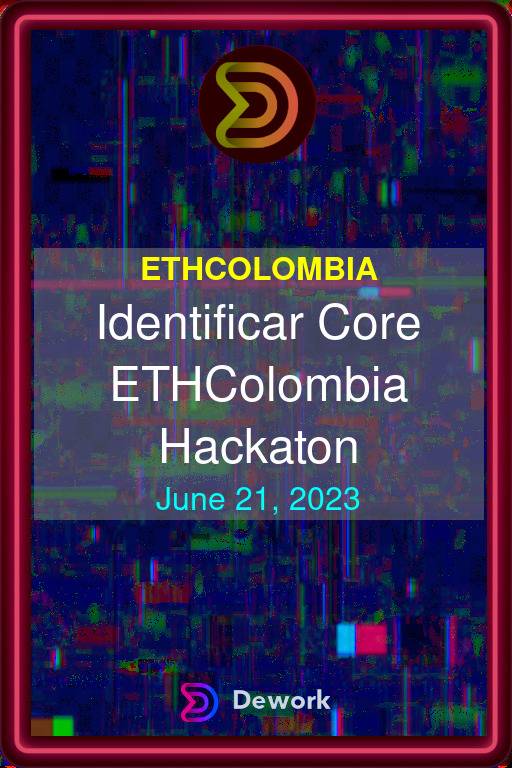 ETHCOLOMBIA
Identificar Core
ETHColombia
Hackaton
June 21, 2023
Dework